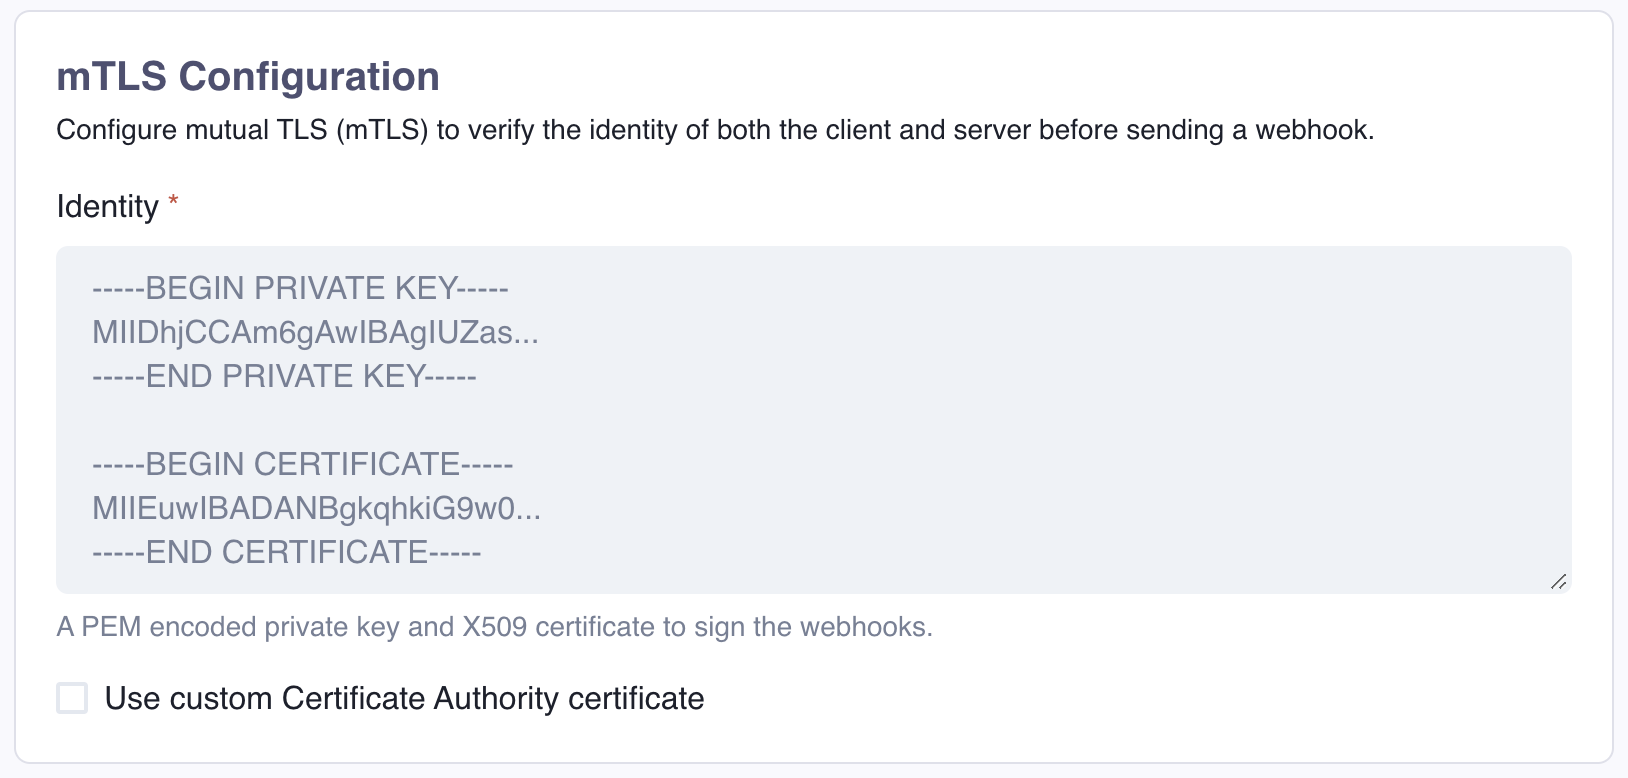 mTLS Configuration
Configure mutual TLS (mTLS) to verify the identity of both the client and server before sending a webhook.
Identity *
-----BEGIN PRIVATE KEY-----
MIIDhjCCAm6gAwIBAgIUZas...
-----END PRIVATE KEY-----
-----BEGIN CERTIFICATE-----
MIIEuwIBADANBgkqhkiG9w0...
-----END CERTIFICATE-----
A PEM encoded private key and X509 certificate to sign the webhooks.
Use custom Certificate Authority certificate